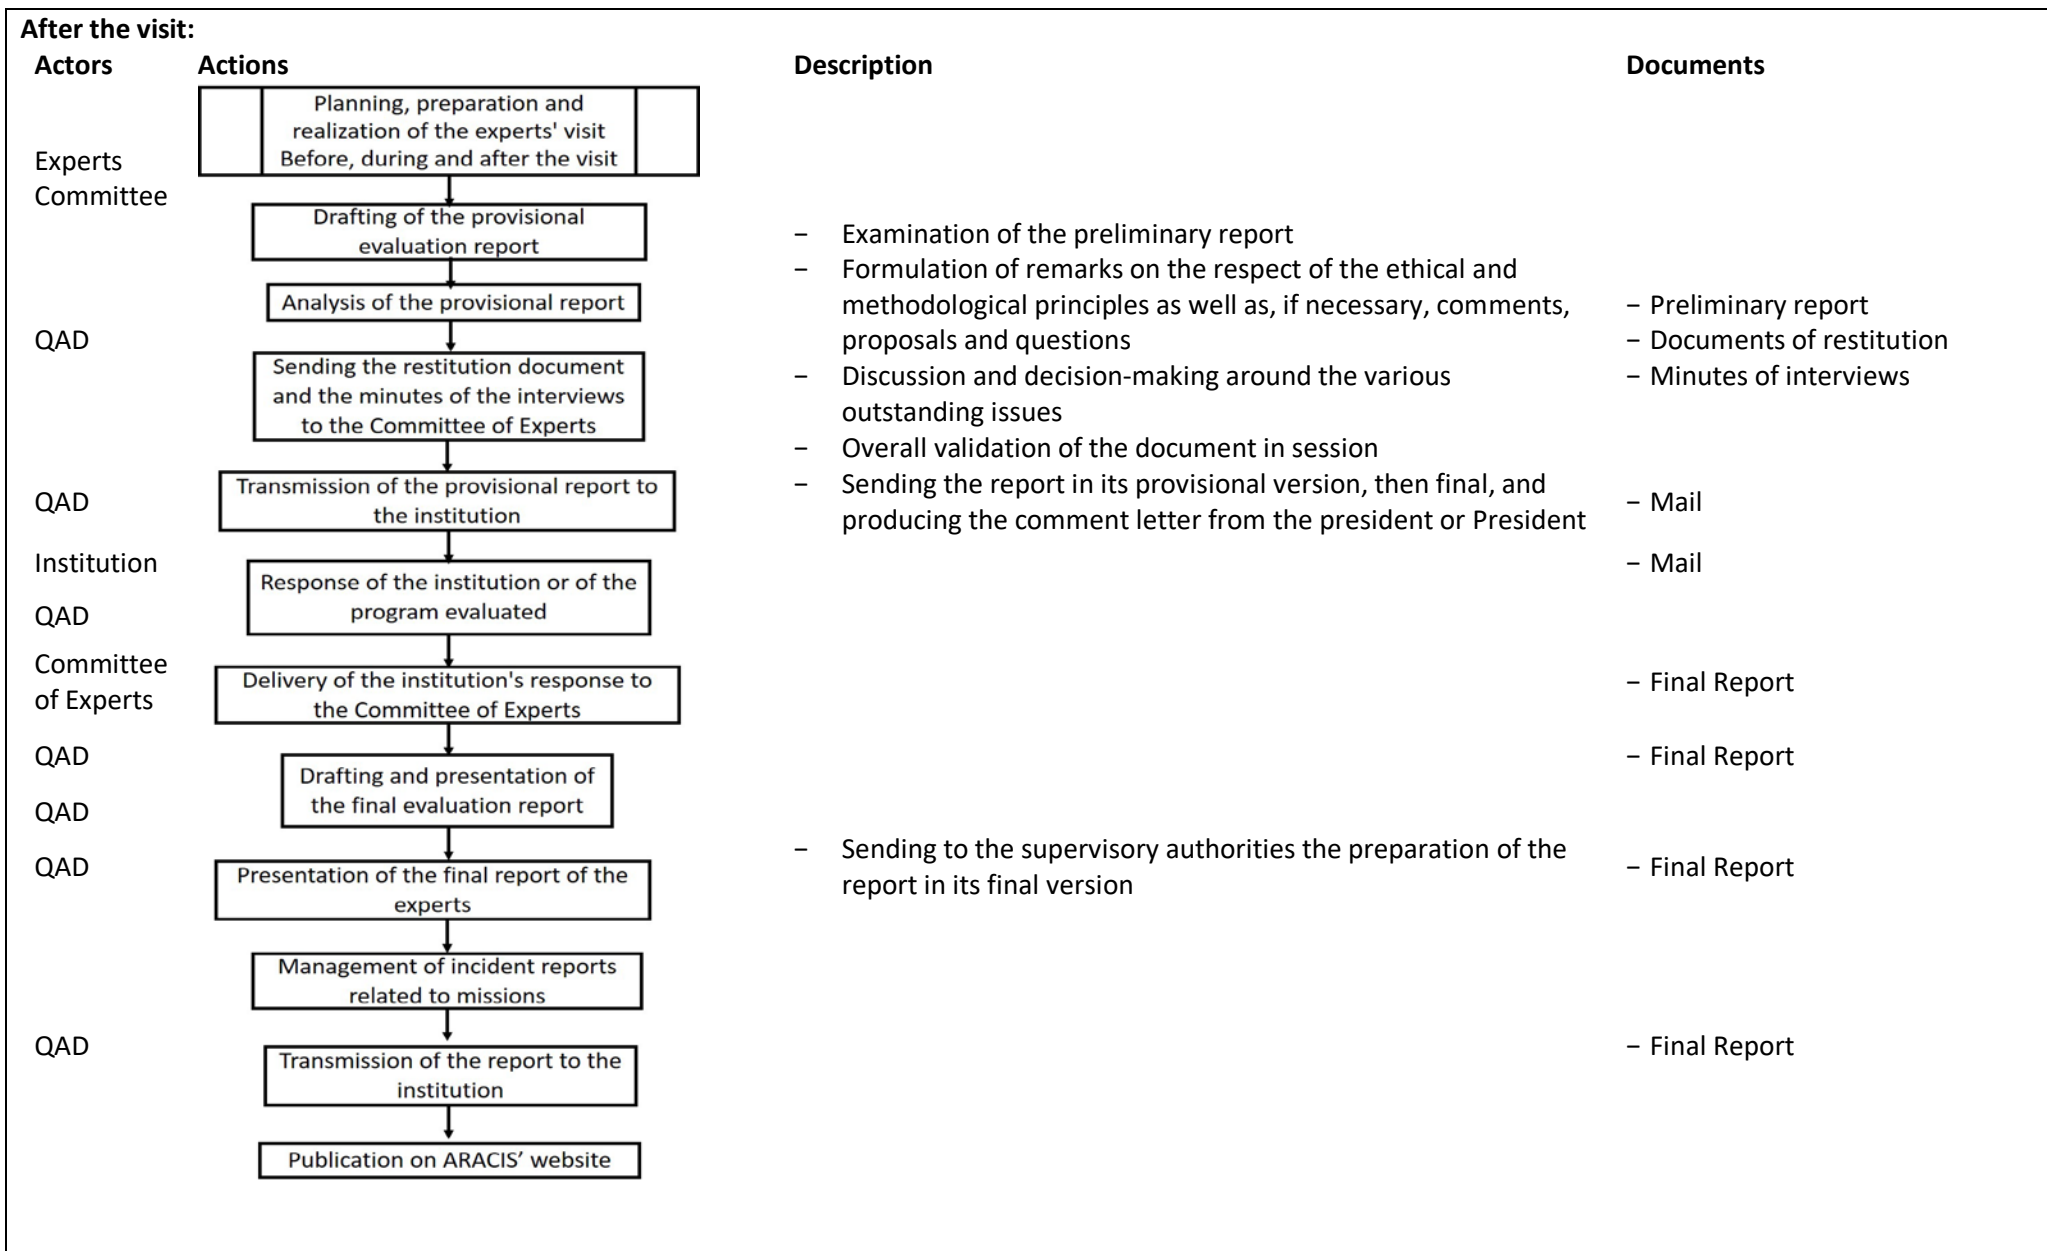 After the visit:
Actors Actions Description Documents
Planning, preparation and
realization of the experts' visit
Before, during and after the visit
Experts
Committee
Drafting of the provisional
evaluation report
Analysis of the provisional report
QAD
Sending the restitution document
and the minutes of the interviews
to the Committee of Experts
− Examination of the preliminary report
− Formulation of remarks on the respect of the ethical and
methodological principles as well as, if necessary, comments,
proposals and questions
− Discussion and decision-making around the various
outstanding issues
− Overall validation of the document in session
− Sending the report in its provisional version, then final, and
producing the comment letter from the president or President
− Preliminary report
− Documents of restitution
− Minutes of interviews
QAD
Transmission of the provisional report to
the institution
− Mail
Institution
QAD
Response of the institution or of the
program evaluated
− Mail
Committee
of Experts
Delivery of the institution's response to
the Committee of Experts
− Final Report
QAD
QAD
Drafting and presentation of
the final evaluation report
− Final Report
QAD
Presentation of the final report of the
experts
− Sending to the supervisory authorities the preparation of the
report in its final version
− Final Report
Management of incident reports
related to missions
QAD
Transmission of the report to the
institution
− Final Report
Publication on ARACIS’ website